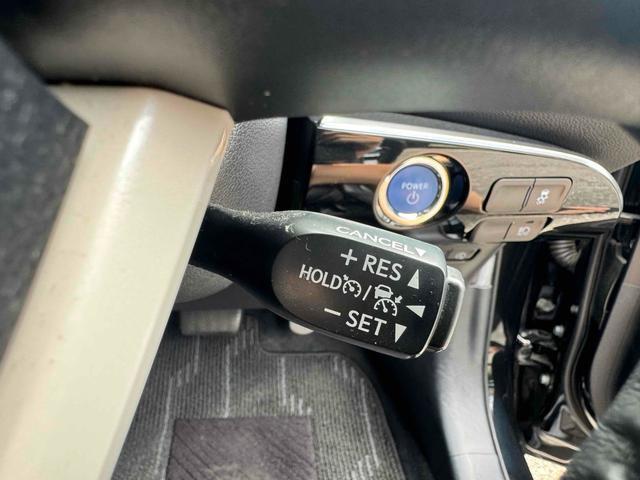 POWER
CANCEL
+ RES
HOLD /
− SET